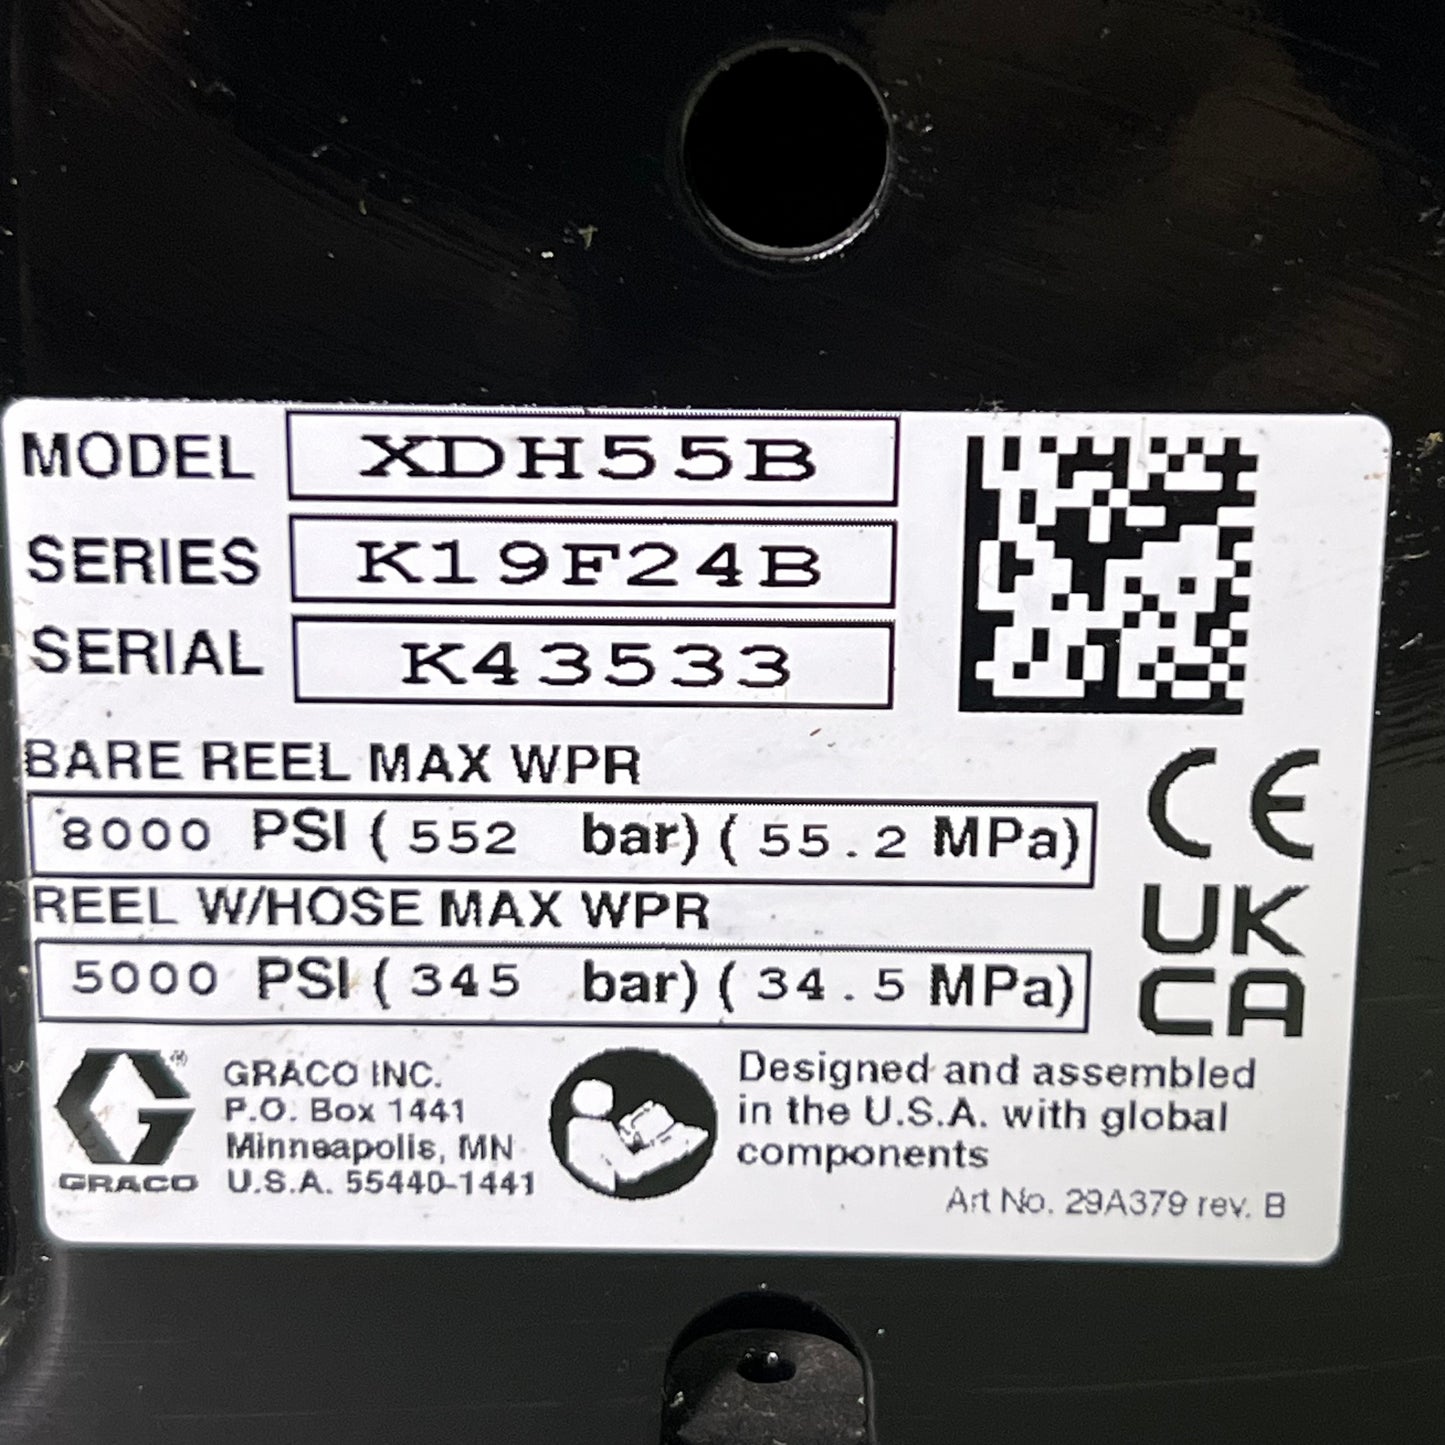 MODEL XDH55B
SERIES K19F24B
SERIAL K43533
BARE REEL MAX WPR
8000 PSI ( 552 bar) ( 55.2 MPa)
REEL W/HOSE MAX WPR
5000 PSI ( 345 bar) ( 34.5 MPa)
CE
UK
CA
GRACO INC.
P.O. Box 1441
Minneapolis, MN
U.S.A. 55440-1441
G®
GRACO
Designed and assembled
in the U.S.A. with global
components
Art No. 29A379 rev. B